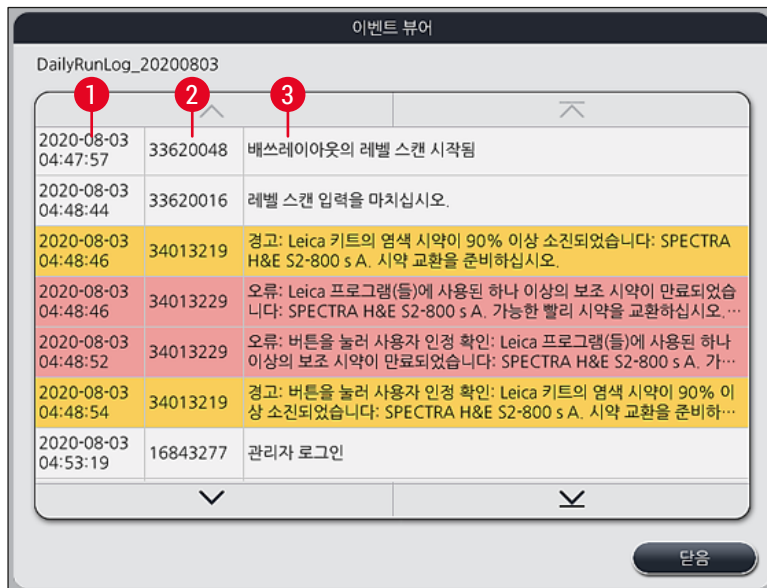 이벤트 뷰어
DailyRunLog_20200803
1 2 3
2020-08-03
04:47:57 33620048 배쓰레이아웃의 레벨 스캔 시작됨
2020-08-03
04:48:44 33620016 레벨 스캔 입력을 마치십시오.
2020-08-03
04:48:46 34013219 경고: Leica 키트의 염색 시약이 90% 이상 소진되었습니다: SPECTRA
H&E S2-800 s A. 시약 교환을 준비하십시오.
2020-08-03
04:48:46 34013229 오류: Leica 프로그램(들)에 사용된 하나 이상의 보조 시약이 만료되었습
니다: SPECTRA H&E S2-800 s A. 가능한 빨리 시약을 교환하십시오.…
2020-08-03
04:48:52 34013229 오류: 버튼을 눌러 사용자 인정 확인: Leica 프로그램(들)에 사용된 하나
이상의 보조 시약이 만료되었습니다: SPECTRA H&E S2-800 s A. 가…
2020-08-03
04:48:54 34013219 경고: 버튼을 눌러 사용자 인정 확인: Leica 키트의 염색 시약이 90% 이
상 소진되었습니다: SPECTRA H&E S2-800 s A. 시약 교환을 준비하…
2020-08-03
04:53:19 16843277 관리자 로그인
닫음